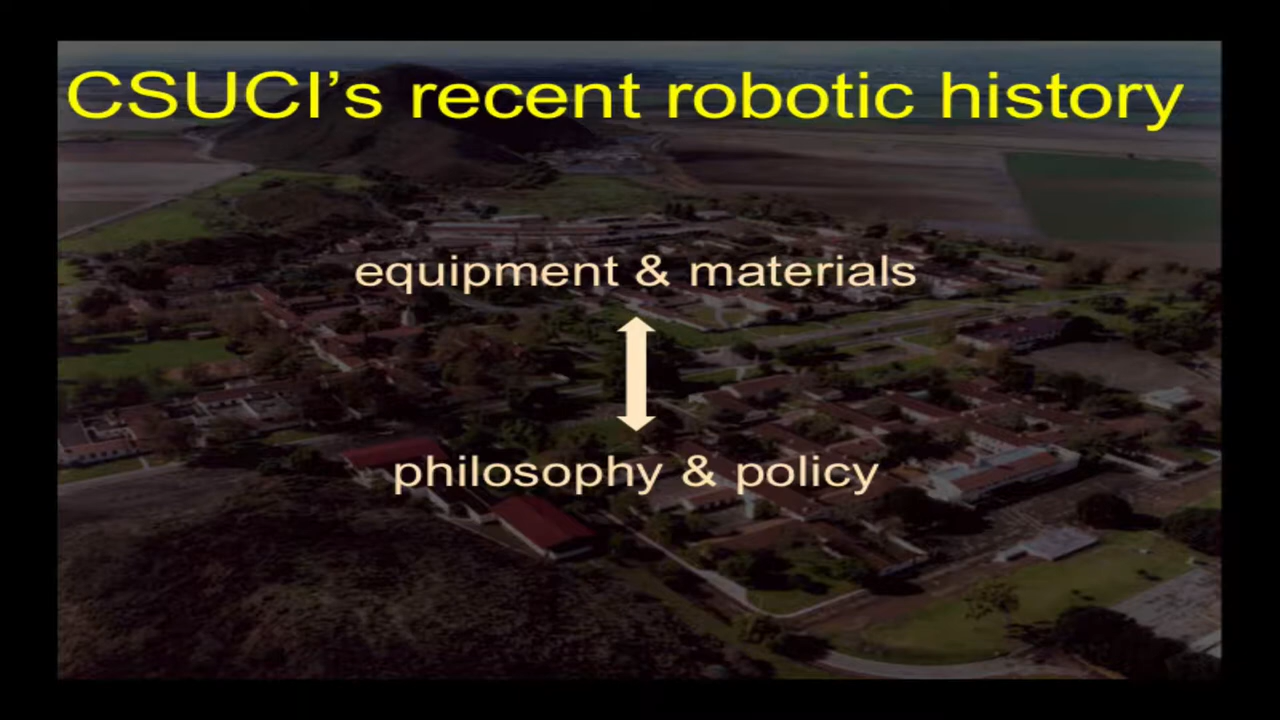 CSUCI's recent robotic history
equipment & materials
philosophy & policy